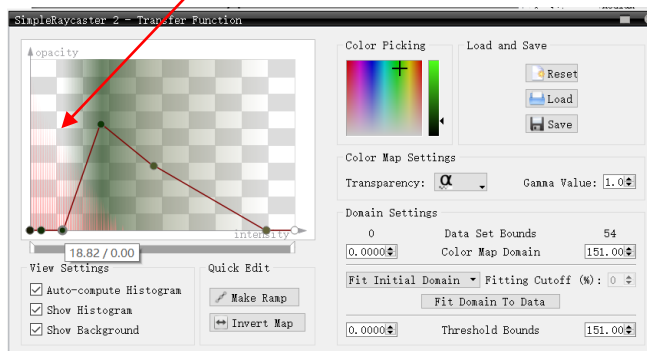 SimpleRaycaster 2 - Transfer Function
opacity
intensity
18.82 / 0.00
View Settings
Auto-compute Histogram
Show Histogram
Show Background
Quick Edit
Make Ramp
Invert Map
Color Picking
Load and Save
Reset
Load
Save
Color Map Settings
Transparency: α
Gamma Value: 1.0
Domain Settings
0 Data Set Bounds 54
0.0000 Color Map Domain 151.00
Fit Initial Domain Fitting Cutoff (%): 0
Fit Domain To Data
0.0000 Threshold Bounds 151.00